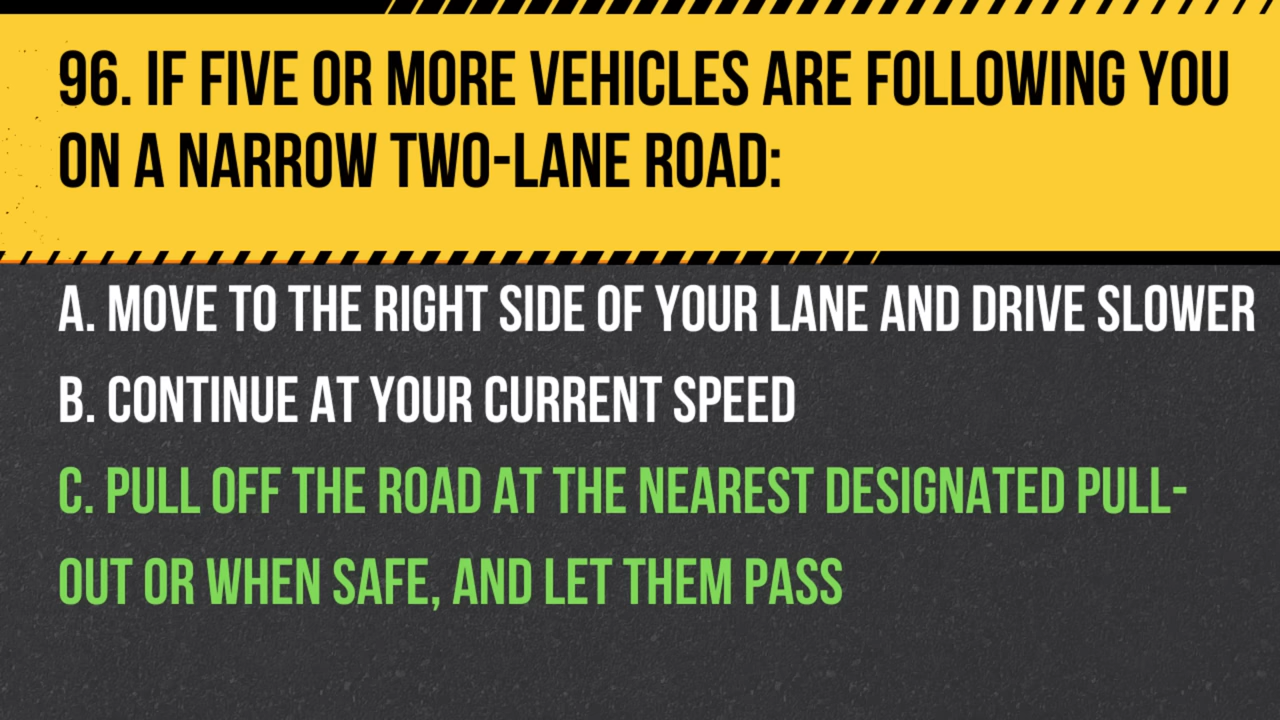 96. IF FIVE OR MORE VEHICLES ARE FOLLOWING YOU
ON A NARROW TWO-LANE ROAD:
A. MOVE TO THE RIGHT SIDE OF YOUR LANE AND DRIVE SLOWER
B. CONTINUE AT YOUR CURRENT SPEED
C. PULL OFF THE ROAD AT THE NEAREST DESIGNATED PULL-
OUT OR WHEN SAFE, AND LET THEM PASS